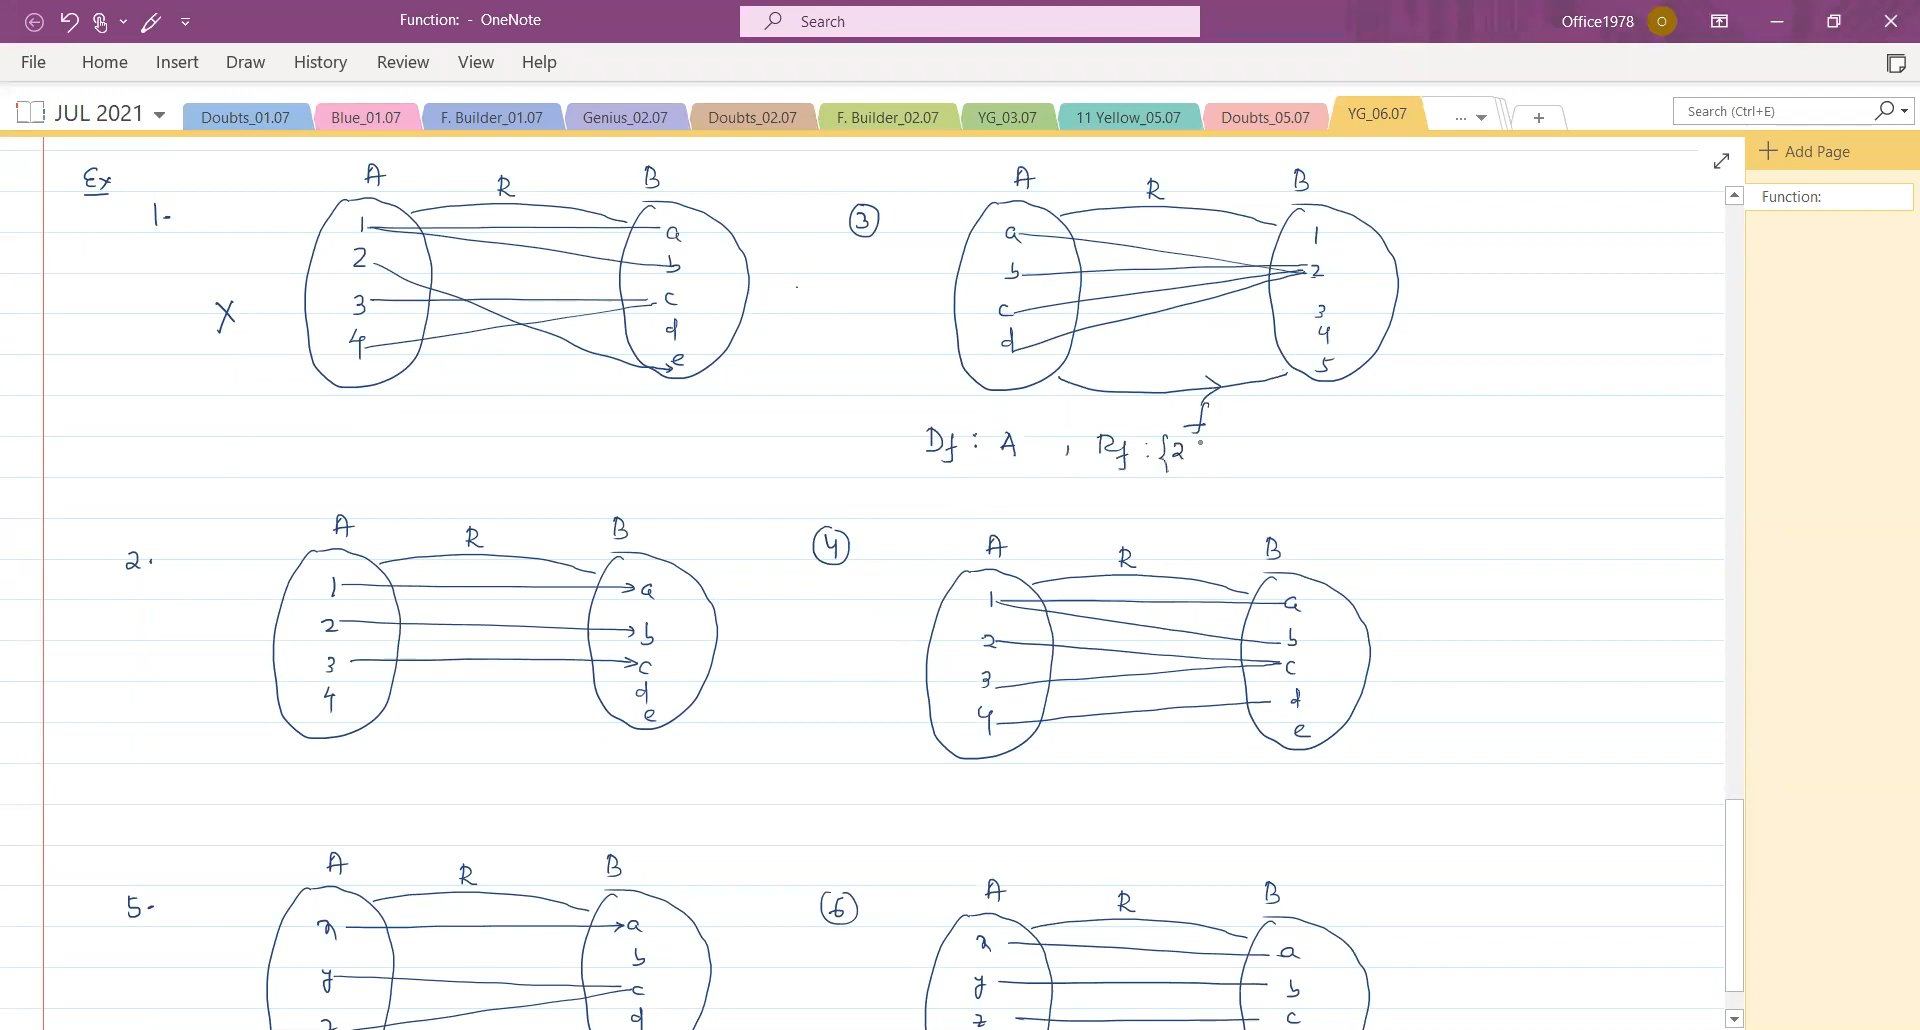 Function: - OneNote
Search
Office1978
O
File Home Insert Draw History Review View Help
JUL 2021
Doubts_01.07 Blue_01.07 F. Builder_01.07 Genius_02.07 Doubts_02.07 F. Builder_02.07 YG_03.07 11 Yellow_05.07 Doubts_05.07 YG_06.07 ...
Search (Ctrl+E)
Add Page
Function:
Ex
1.
A R B
1 a
2 b
3 c
4 d
e
X
③
A R B
a 1
b 2
c 3
d 4
5
f
Df : A , Rf : {2
2.
A R B
1 a
2 b
3 c
4 d
e
④
A R B
1 a
2 b
3 c
4 d
e
5.
A R B
x a
y b
z c
d
⑥
A R B
x a
y b
z c